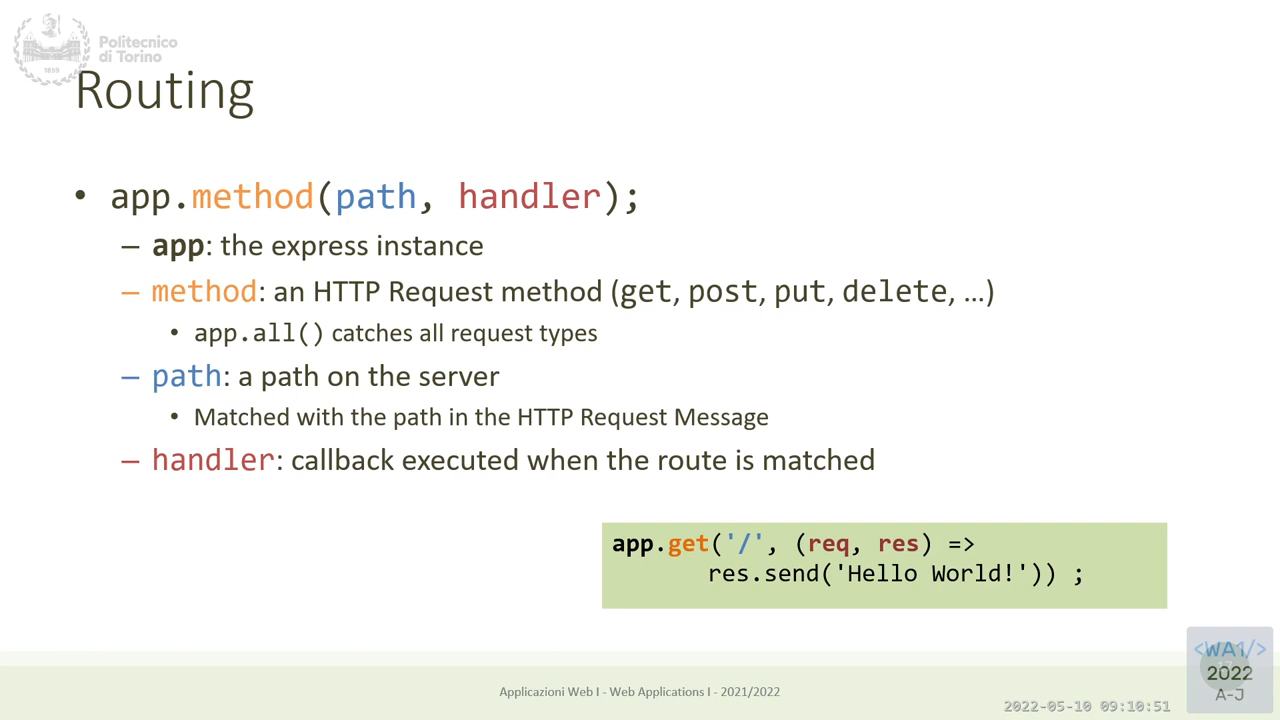 Politecnico
di Torino
1859
Routing
• app.method(path, handler);
– app: the express instance
– method: an HTTP Request method (get, post, put, delete, …)
• app.all() catches all request types
– path: a path on the server
• Matched with the path in the HTTP Request Message
– handler: callback executed when the route is matched
app.get('/', (req, res) =>
res.send('Hello World!')) ;
Applicazioni Web I - Web Applications I - 2021/2022
<WA1/>
2022
A-J
2022-05-10 09:10:51